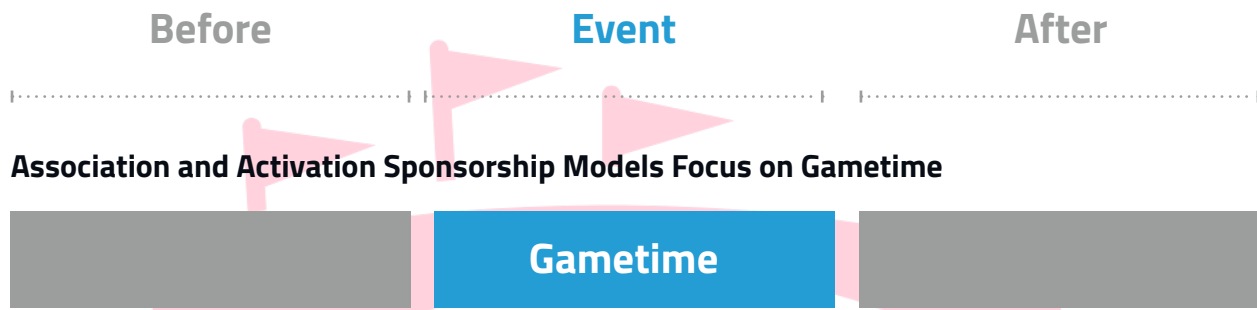 Before Event After
Association and Activation Sponsorship Models Focus on Gametime
Gametime